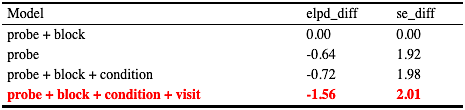 Model elpd_diff se_diff
probe + block 0.00 0.00
probe -0.64 1.92
probe + block + condition -0.72 1.98
probe + block + condition + visit -1.56 2.01